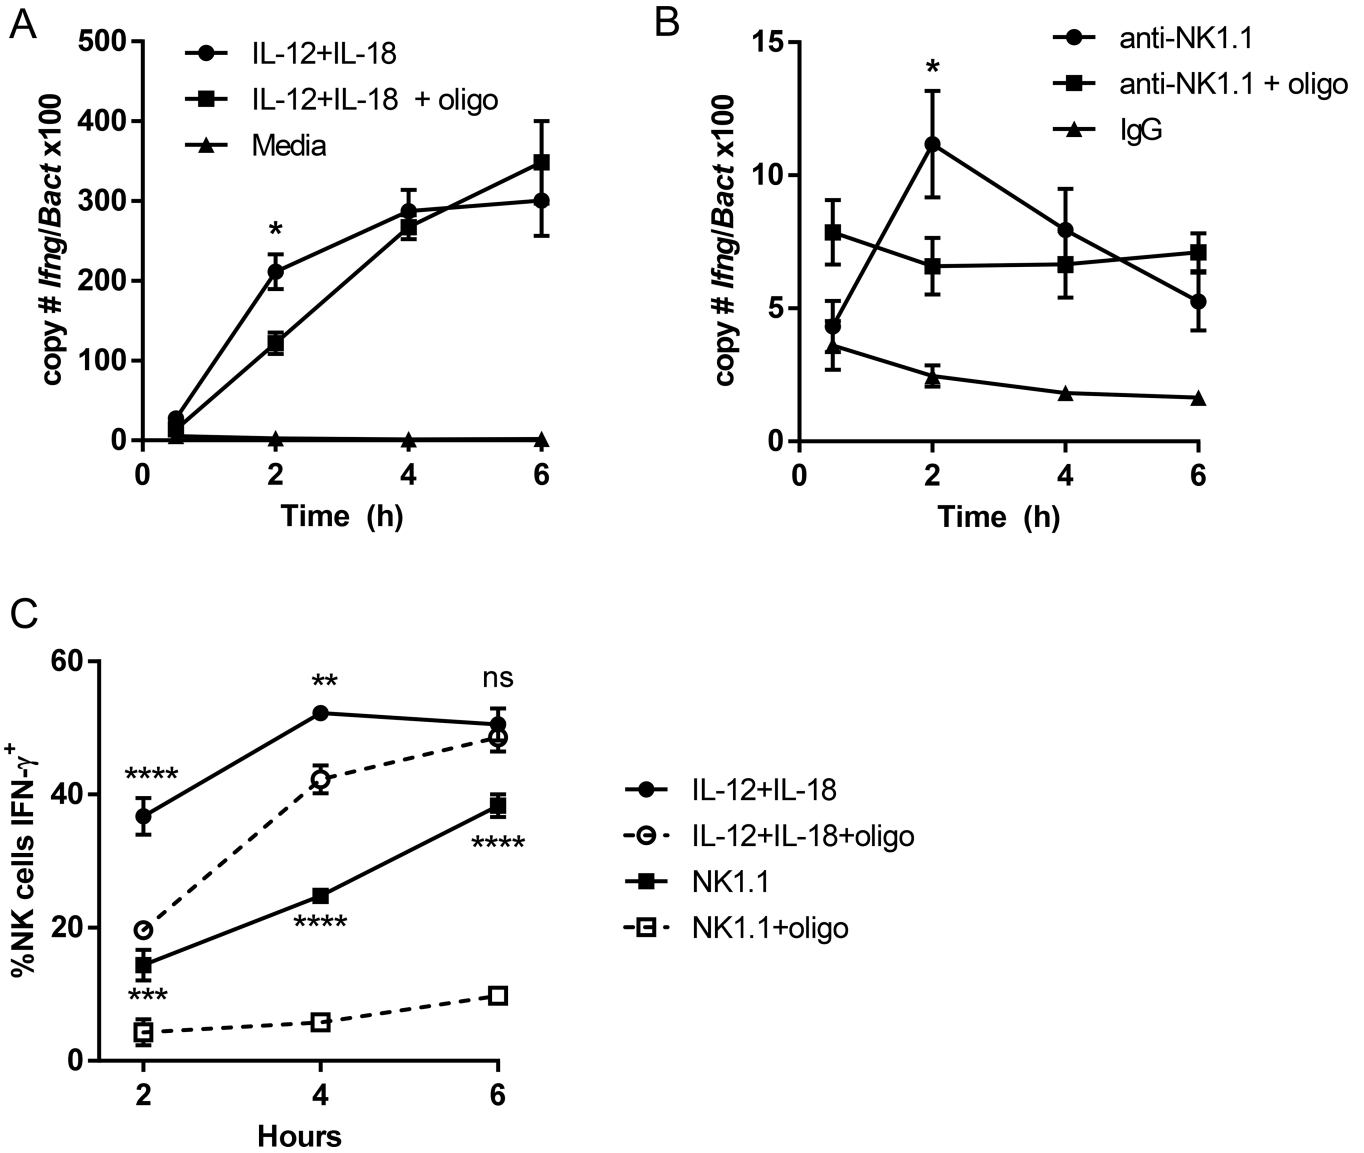 A
500
400
300
200
100
0
copy # Ifng/Bact x100
IL-12+IL-18
IL-12+IL-18 + oligo
Media
*
0 2 4 6
Time (h)
B
15
10
5
0
copy # Ifng/Bact x100
anti-NK1.1
anti-NK1.1 + oligo
IgG
*
0 2 4 6
Time (h)
C
60
40
20
0
%NK cells IFN-γ+
**
ns
****
****
****
***
2 4 6
Hours
IL-12+IL-18
IL-12+IL-18+oligo
NK1.1
NK1.1+oligo